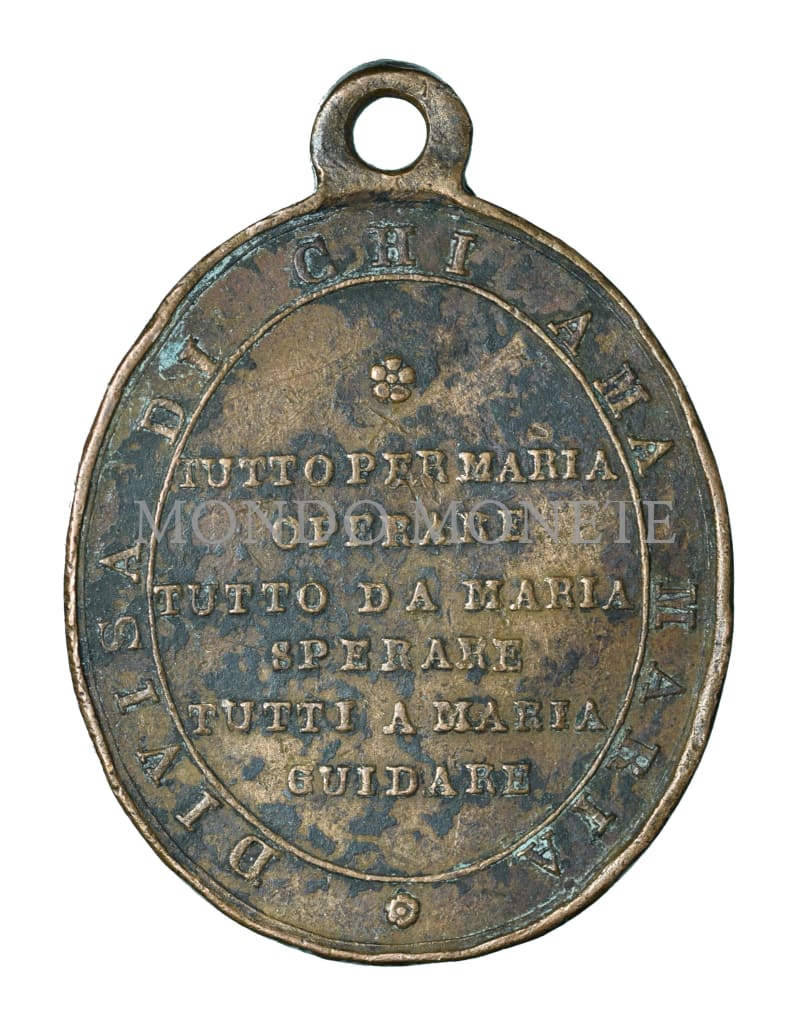 DIVISA DI CHI AMA MARIA
TUTTO PER MARIA
OPERARE
TUTTO DA MARIA
SPERARE
TUTTI A MARIA
GUIDARE
MONDO MONETE